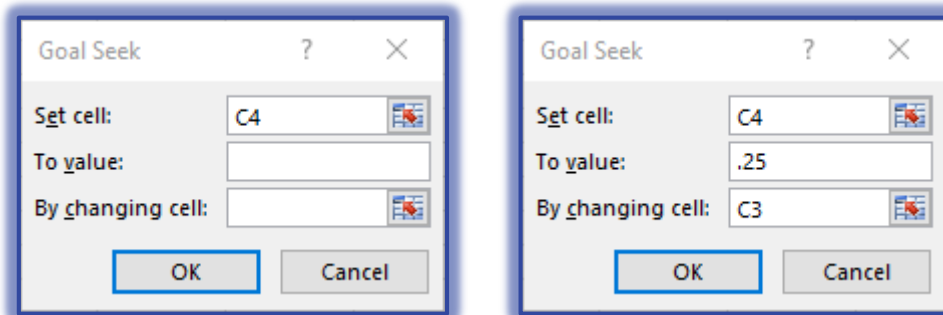 Goal Seek ? ×
Set cell: C4
To value:
By changing cell:
OK Cancel
Goal Seek ? ×
Set cell: C4
To value: .25
By changing cell: C3
OK Cancel